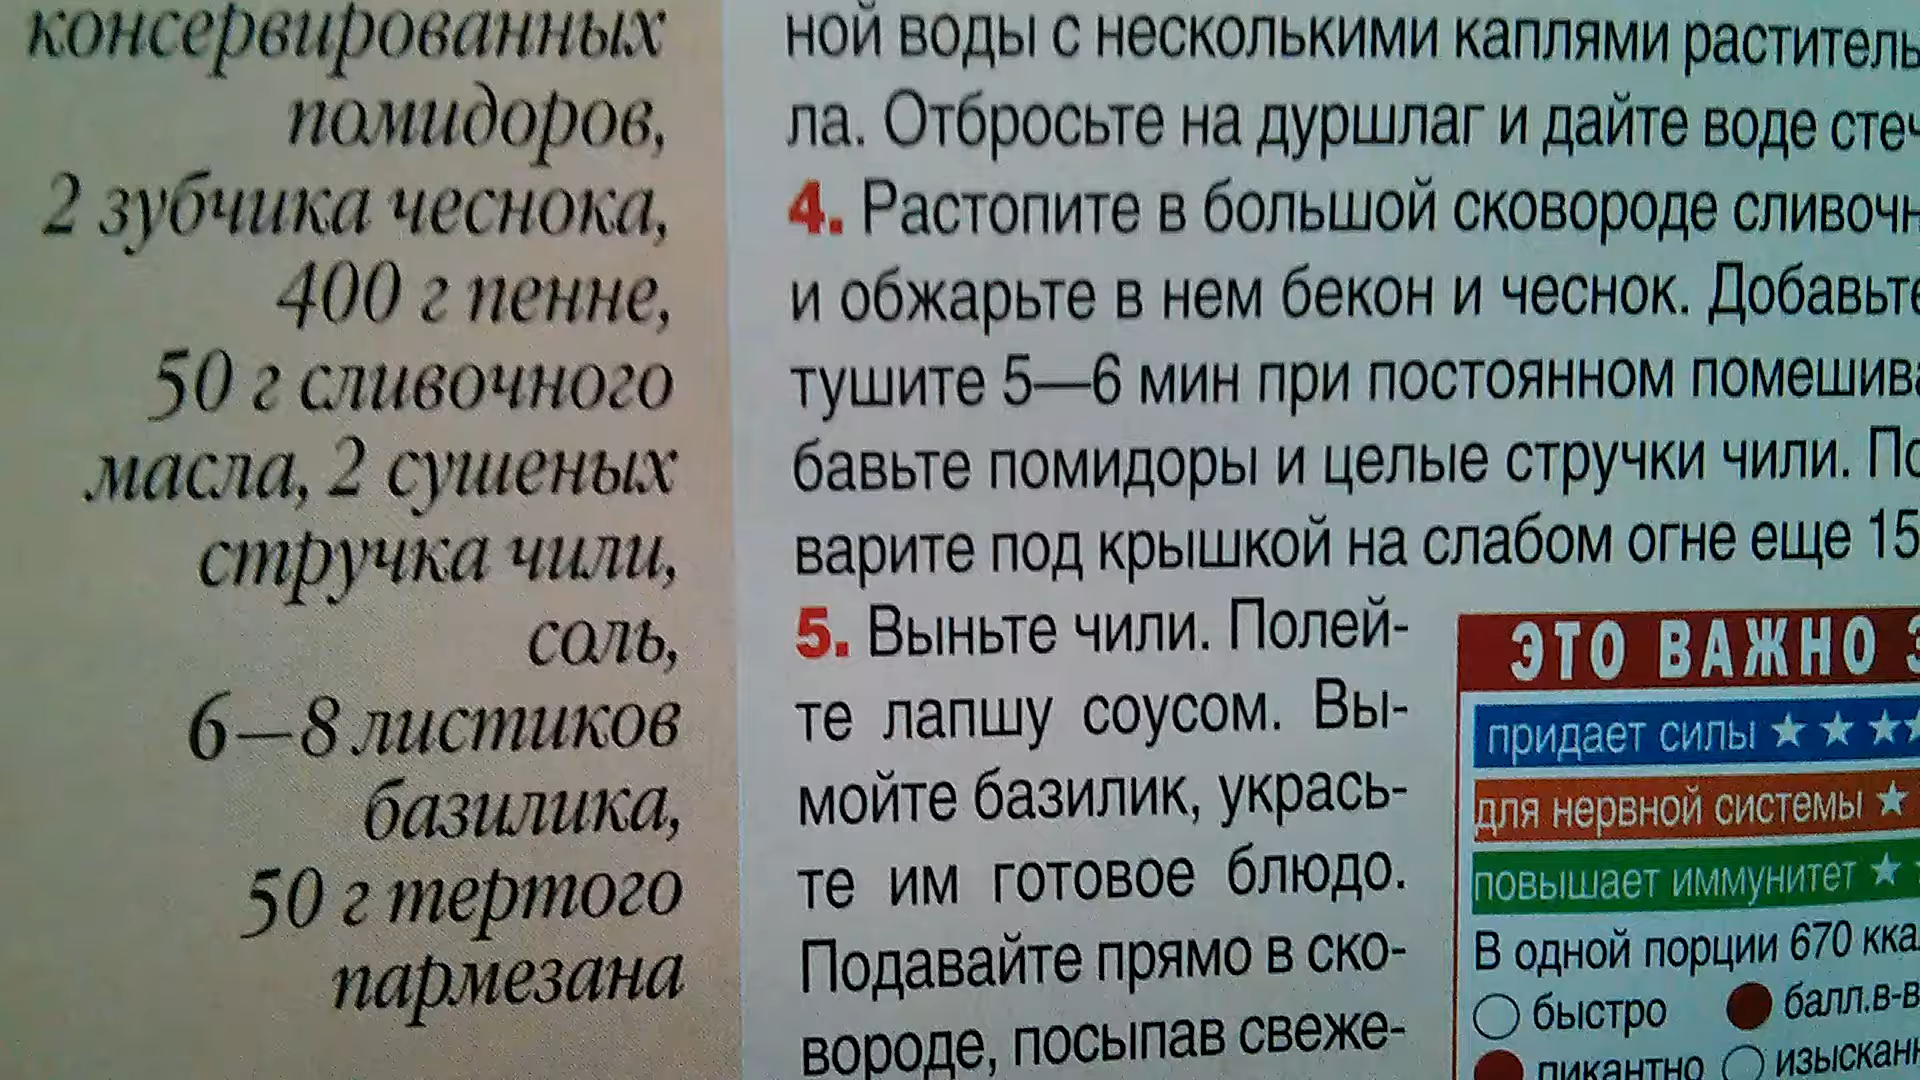 консервированных
помидоров,
2 зубчика чеснока,
400 г пенне,
50 г сливочного
масла, 2 сушеных
стручка чили,
соль,
6—8 листиков
базилика,
50 г тертого
пармезана
ной воды с несколькими каплями раститель
ла. Отбросьте на дуршлаг и дайте воде стеч
4. Растопите в большой сковороде сливочн
и обжарьте в нем бекон и чеснок. Добавьте
тушите 5—6 мин при постоянном помешива
бавьте помидоры и целые стручки чили. По
варите под крышкой на слабом огне еще 15
5. Выньте чили. Полей-
те лапшу соусом. Вы-
мойте базилик, укрась-
те им готовое блюдо.
Подавайте прямо в ско-
вороде, посыпав свеже-
ЭТО ВАЖНО З
придает силы ★ ★ ★ ★
для нервной системы ★
повышает иммунитет ★
В одной порции 670 ккал
быстро балл.в-в
пикантно изысканн